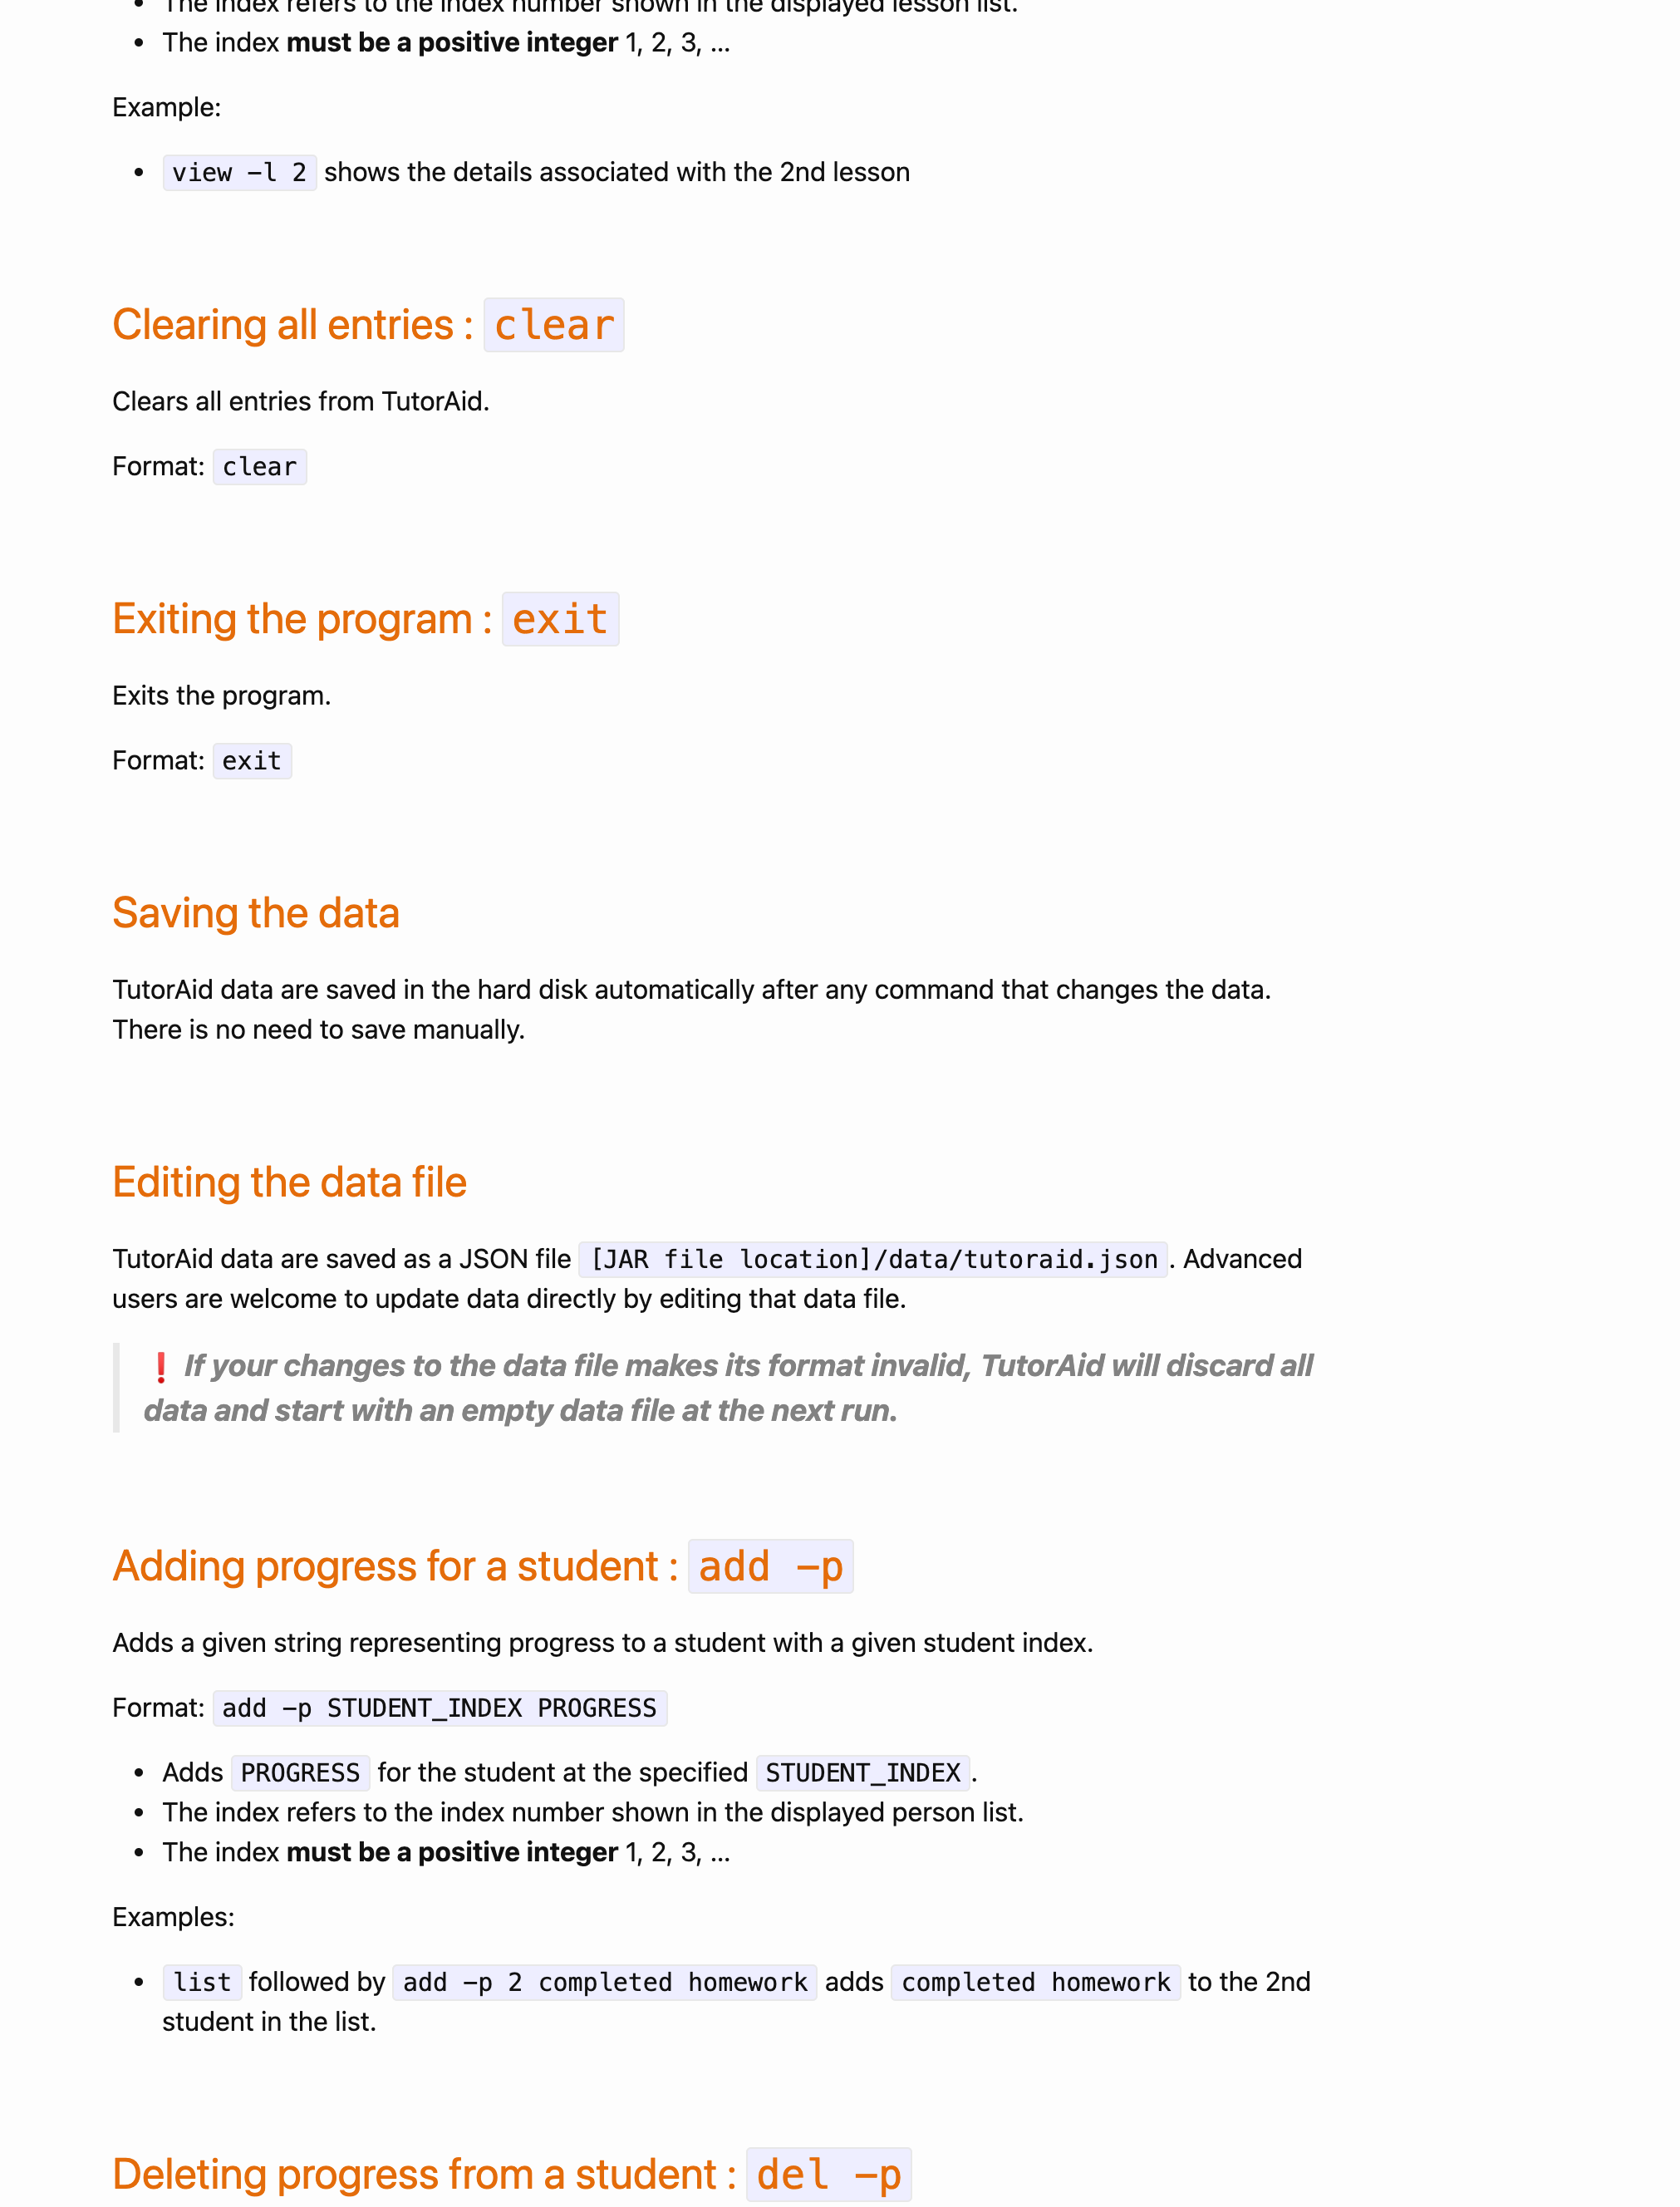 • The index refers to the index number shown in the displayed lesson list.
• The index must be a positive integer 1, 2, 3, ...
Example:
• view -l 2 shows the details associated with the 2nd lesson
Clearing all entries : clear
Clears all entries from TutorAid.
Format: clear
Exiting the program : exit
Exits the program.
Format: exit
Saving the data
TutorAid data are saved in the hard disk automatically after any command that changes the data.
There is no need to save manually.
Editing the data file
TutorAid data are saved as a JSON file [JAR file location]/data/tutoraid.json. Advanced
users are welcome to update data directly by editing that data file.
❗ If your changes to the data file makes its format invalid, TutorAid will discard all
data and start with an empty data file at the next run.
Adding progress for a student : add -p
Adds a given string representing progress to a student with a given student index.
Format: add -p STUDENT_INDEX PROGRESS
• Adds PROGRESS for the student at the specified STUDENT_INDEX.
• The index refers to the index number shown in the displayed person list.
• The index must be a positive integer 1, 2, 3, ...
Examples:
• list followed by add -p 2 completed homework adds completed homework to the 2nd
student in the list.
Deleting progress from a student : del -p